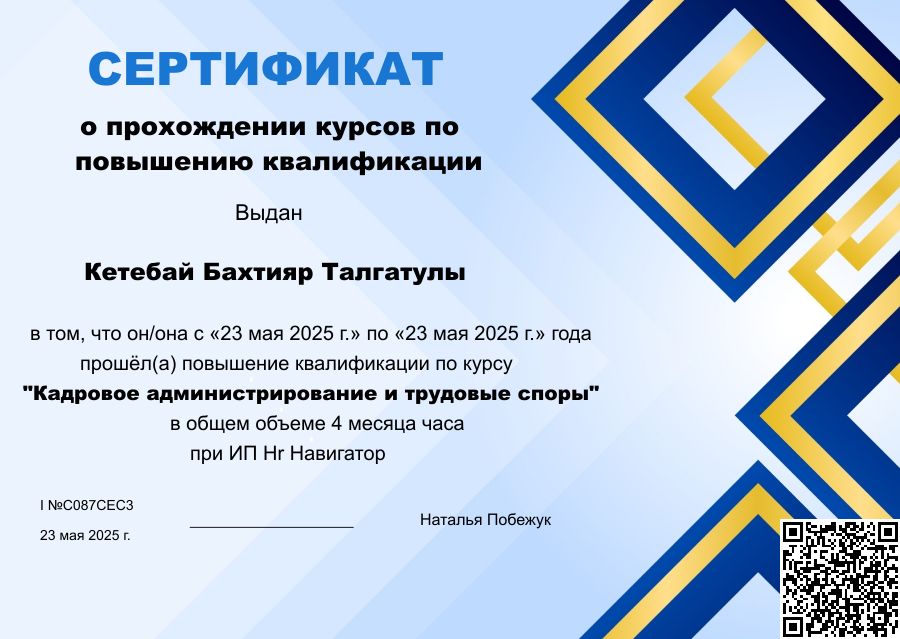 СЕРТИФИКАТ
о прохождении курсов по
повышению квалификации
Выдан
Кетебай Бахтияр Талгатулы
в том, что он/она с «23 мая 2025 г.» по «23 мая 2025 г.» года
прошёл(а) повышение квалификации по курсу
"Кадровое администрирование и трудовые споры"
в общем объеме 4 месяца часа
при ИП Hr Навигатор
I №C087CEC3
23 мая 2025 г.
Наталья Побежук